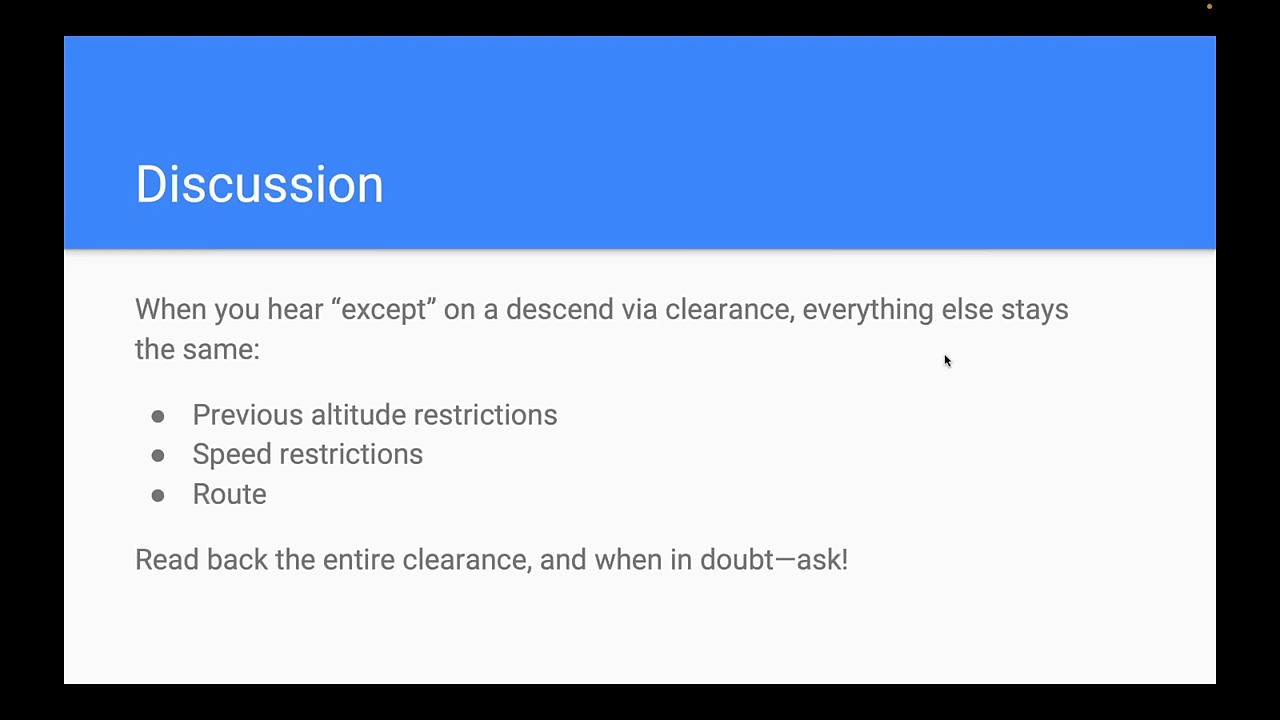 Discussion
When you hear “except” on a descend via clearance, everything else stays
the same:
● Previous altitude restrictions
● Speed restrictions
● Route
Read back the entire clearance, and when in doubt—ask!